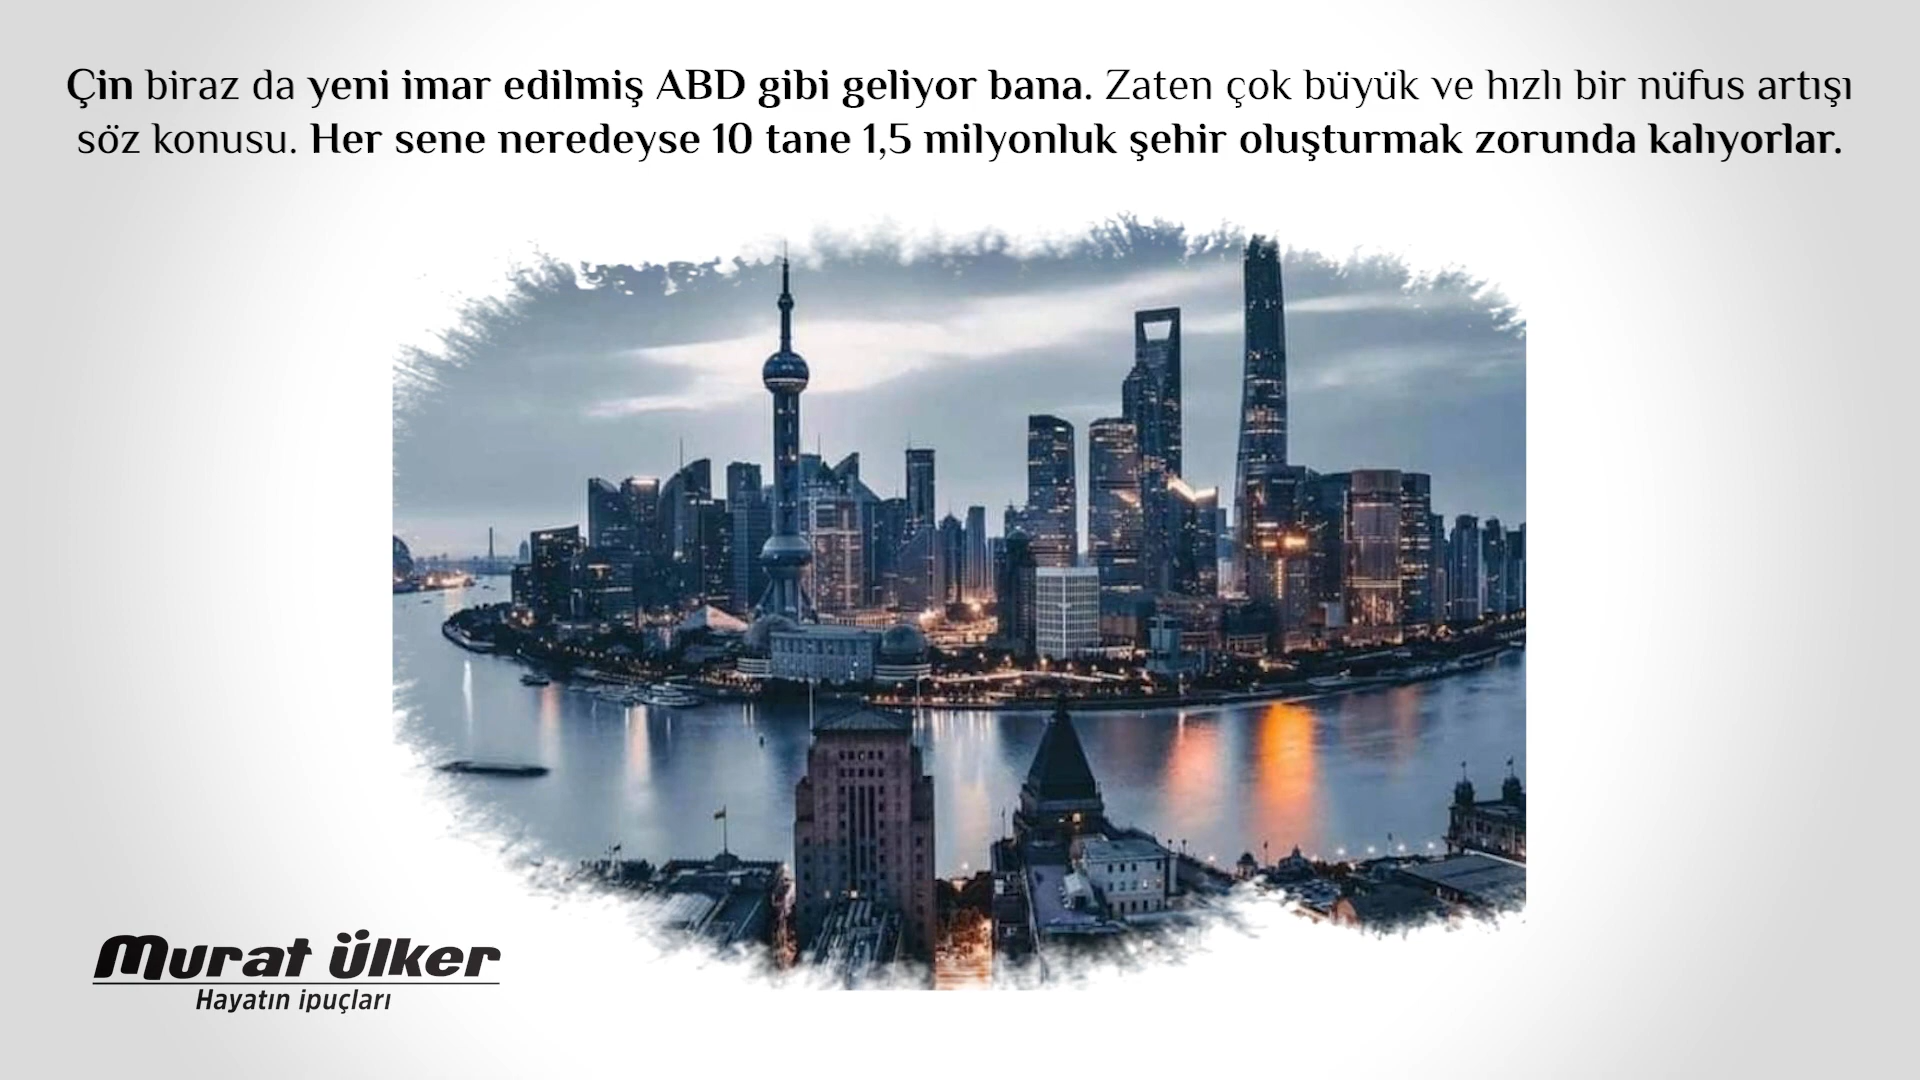 Çin biraz da yeni imar edilmiş ABD gibi geliyor bana. Zaten çok büyük ve hızlı bir nüfus artışı
söz konusu. Her sene neredeyse 10 tane 1,5 milyonluk şehir oluşturmak zorunda kalıyorlar.
Murat Ülker
Hayatın ipuçları